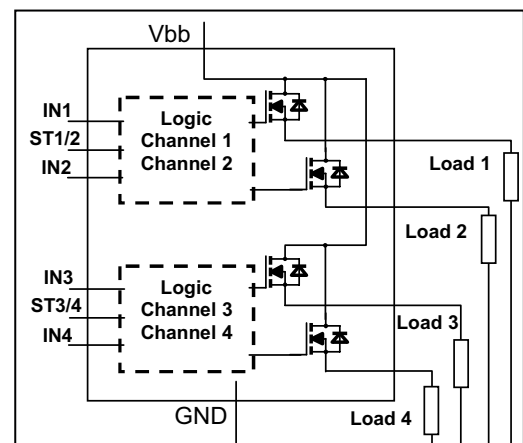 Vbb
IN1
ST1/2
IN2
Logic
Channel 1
Channel 2
Load 1
Load 2
IN3
ST3/4
IN4
Logic
Channel 3
Channel 4
Load 3
Load 4
GND